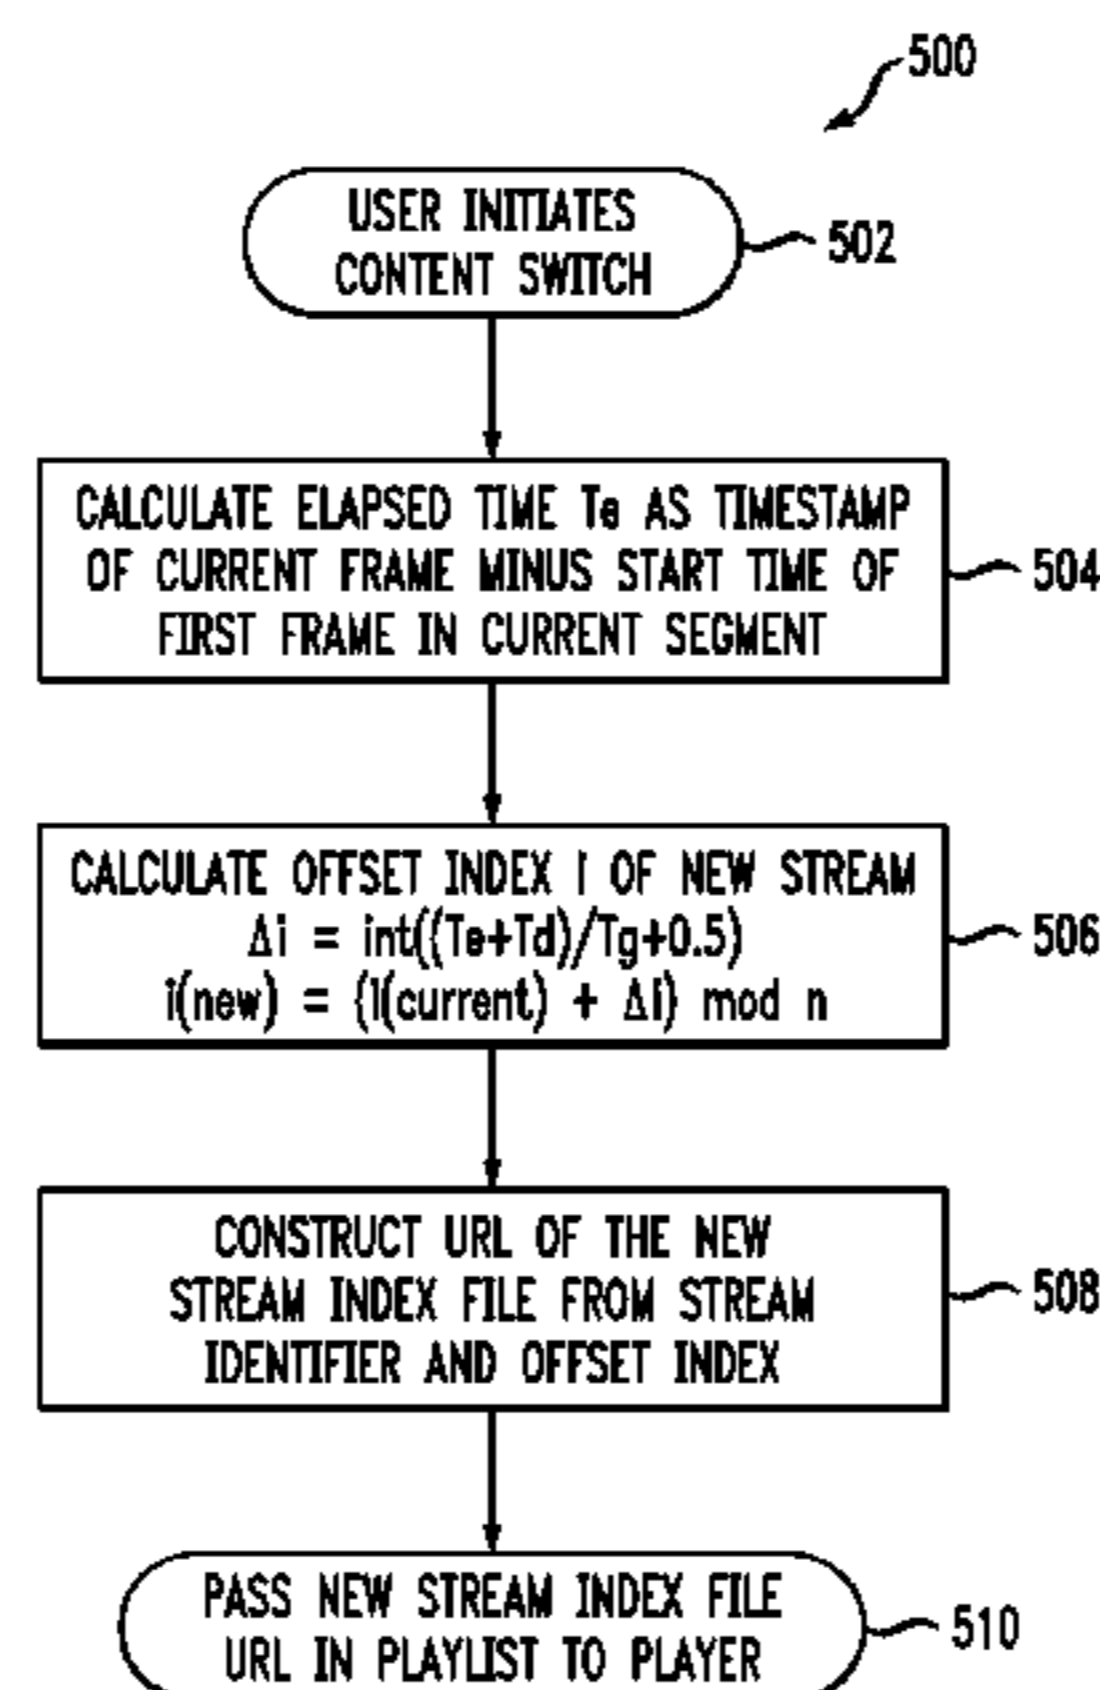 500
USER INITIATES
CONTENT SWITCH
502
CALCULATE ELAPSED TIME Te AS TIMESTAMP
OF CURRENT FRAME MINUS START TIME OF
FIRST FRAME IN CURRENT SEGMENT
504
CALCULATE OFFSET INDEX i OF NEW STREAM
Δi = int((Te+Td)/Tg+0.5)
i(new) = (i(current) + Δi) mod n
506
CONSTRUCT URL OF THE NEW
STREAM INDEX FILE FROM STREAM
IDENTIFIER AND OFFSET INDEX
508
PASS NEW STREAM INDEX FILE
URL IN PLAYLIST TO PLAYER
510